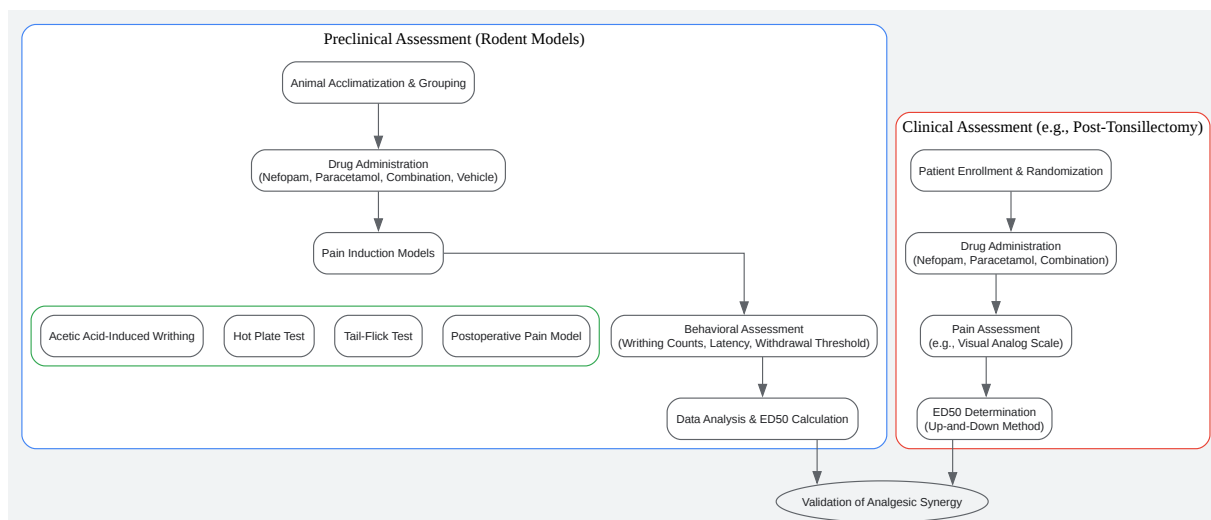 Preclinical Assessment (Rodent Models)
Animal Acclimatization & Grouping
Drug Administration
(Nefopam, Paracetamol, Combination, Vehicle)
Pain Induction Models
Acetic Acid-Induced Writhing
Hot Plate Test
Tail-Flick Test
Postoperative Pain Model
Behavioral Assessment
(Writhing Counts, Latency, Withdrawal Threshold)
Data Analysis & ED50 Calculation
Clinical Assessment (e.g., Post-Tonsillectomy)
Patient Enrollment & Randomization
Drug Administration
(Nefopam, Paracetamol, Combination)
Pain Assessment
(e.g., Visual Analog Scale)
ED50 Determination
(Up-and-Down Method)
Validation of Analgesic Synergy